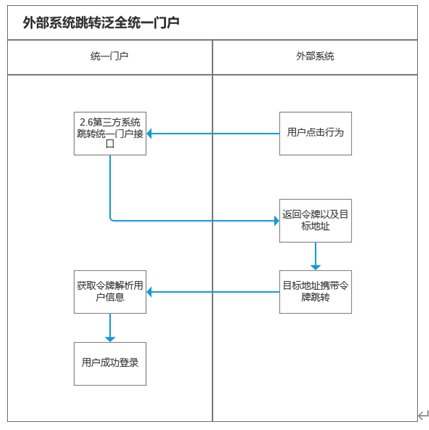 外部系统跳转泛全统一门户
统一门户
外部系统
2.6第三方系统
跳转统一门户接
口
用户点击行为
返回令牌以及目
标地址
获取令牌解析用
户信息
目标地址携带令
牌跳转
用户成功登录